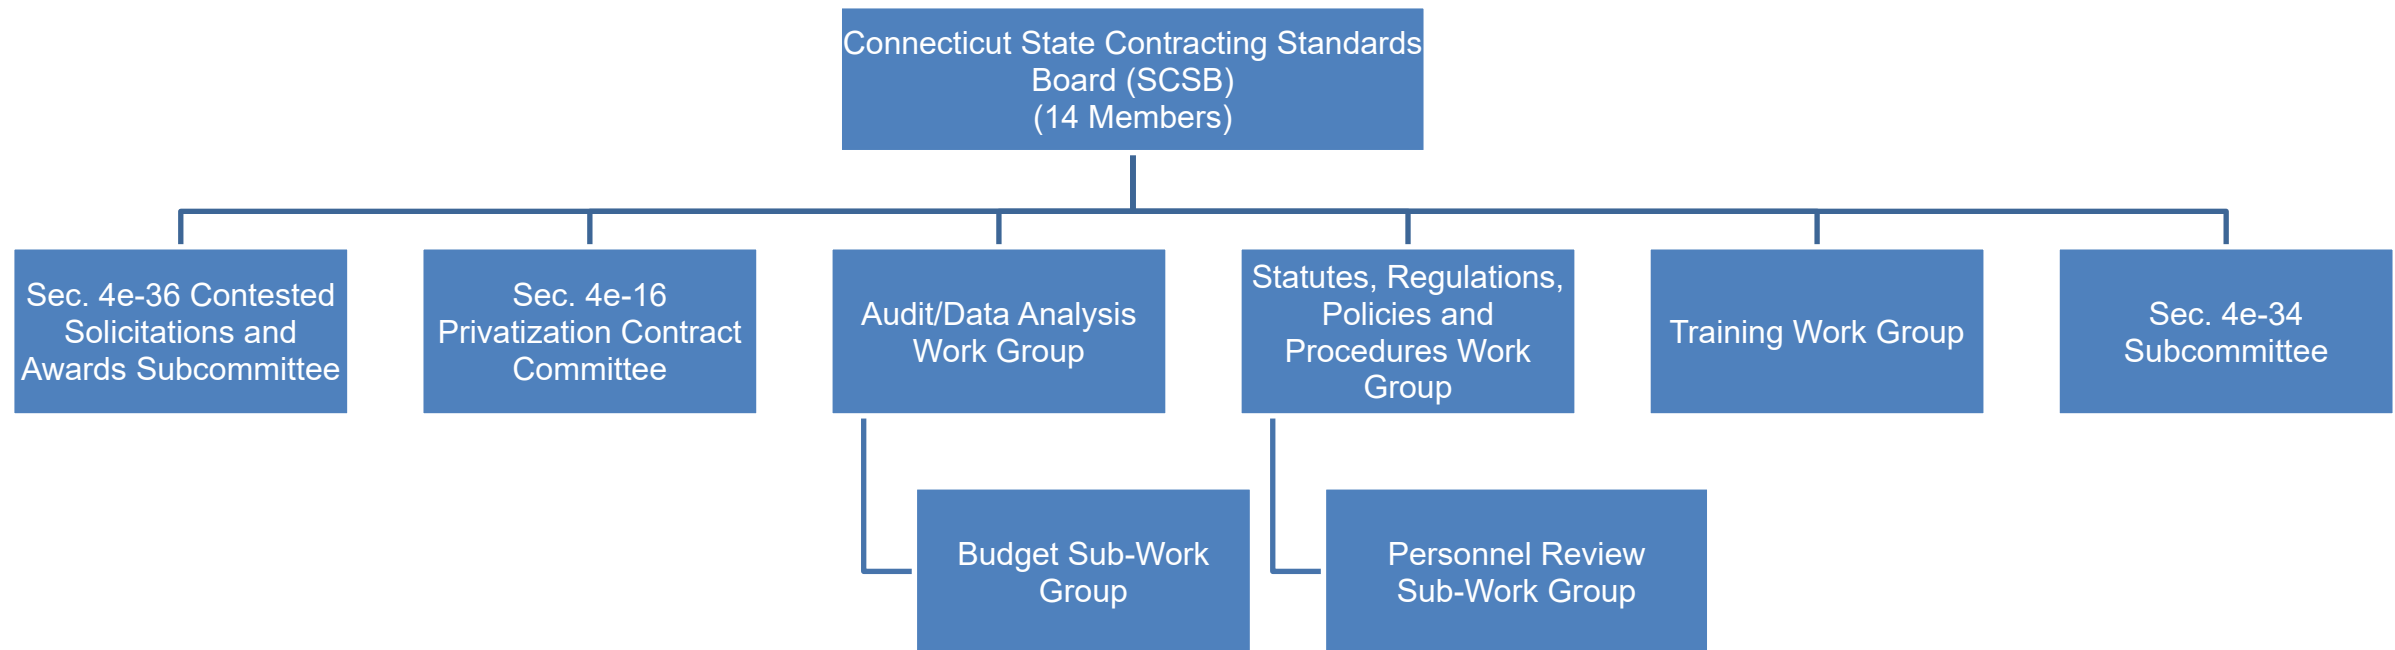 Connecticut State Contracting Standards
Board (SCSB)
(14 Members)
Sec. 4e-36 Contested
Solicitations and
Awards Subcommittee
Sec. 4e-16
Privatization Contract
Committee
Audit/Data Analysis
Work Group
Statutes, Regulations,
Policies and
Procedures Work
Group
Training Work Group
Sec. 4e-34
Subcommittee
Budget Sub-Work
Group
Personnel Review
Sub-Work Group